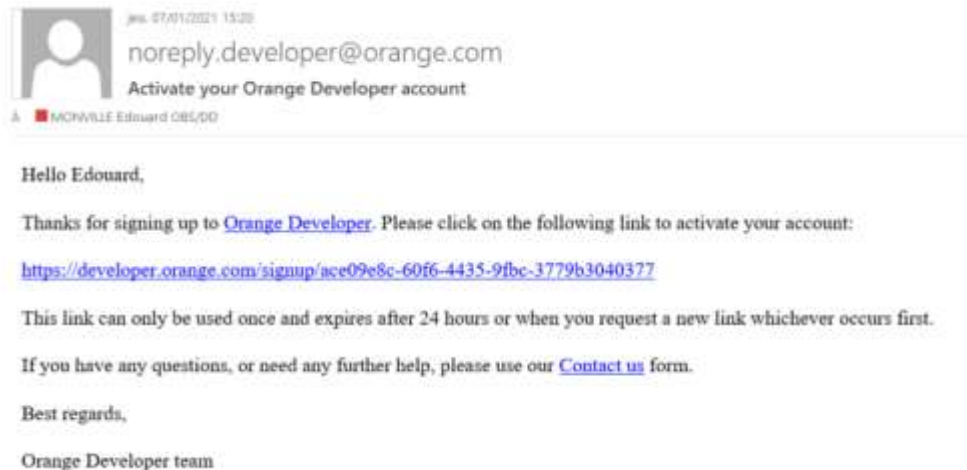 jeu. 07/01/2021 15:20
noreply.developer@orange.com
Activate your Orange Developer account
À MONVILLE Edouard OBS/DD
Hello Edouard,
Thanks for signing up to Orange Developer. Please click on the following link to activate your account:
https://developer.orange.com/signup/ace09e8c-60f6-4435-9fbc-3779b3040377
This link can only be used once and expires after 24 hours or when you request a new link whichever occurs first.
If you have any questions, or need any further help, please use our Contact us form.
Best regards,
Orange Developer team